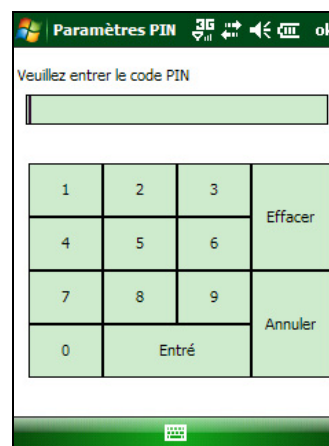 Paramètres PIN 3G ok
Veuillez entrer le code PIN
1 2 3
Effacer
4 5 6
7 8 9
Annuler
0 Entré